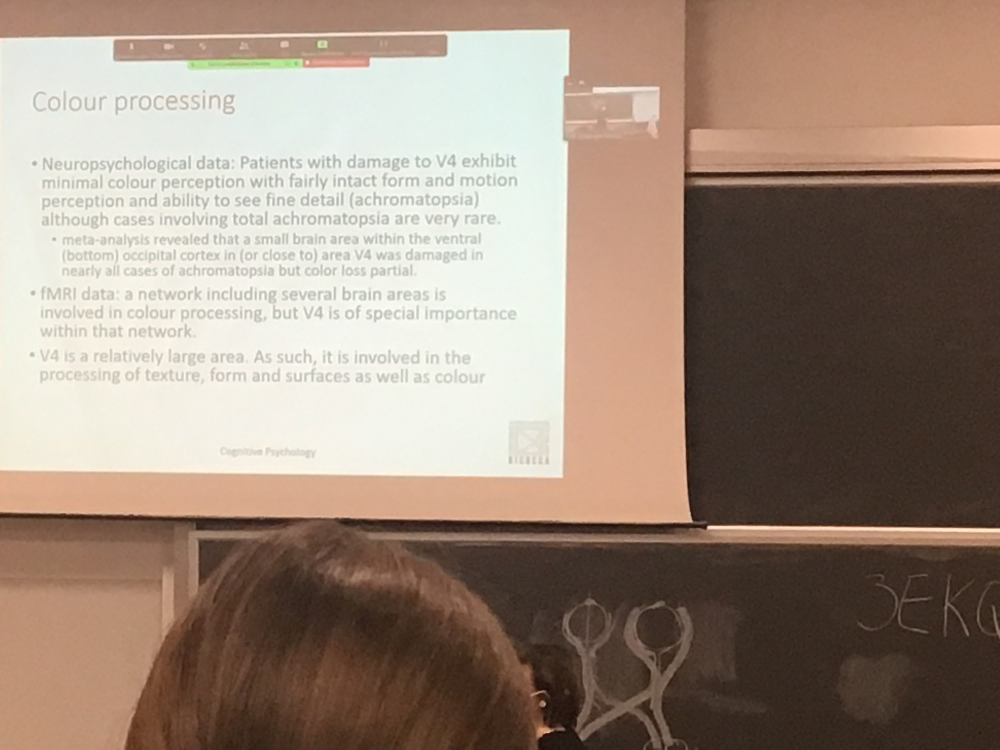 Colour processing
• Neuropsychological data: Patients with damage to V4 exhibit
minimal colour perception with fairly intact form and motion
perception and ability to see fine detail (achromatopsia)
although cases involving total achromatopsia are very rare.
• meta-analysis revealed that a small brain area within the ventral
(bottom) occipital cortex in (or close to) area V4 was damaged in
nearly all cases of achromatopsia but color loss partial.
• fMRI data: a network including several brain areas is
involved in colour processing, but V4 is of special importance
within that network.
• V4 is a relatively large area. As such, it is involved in the
processing of texture, form and surfaces as well as colour
Cognitive Psychology
BICOCCA
3EKQ